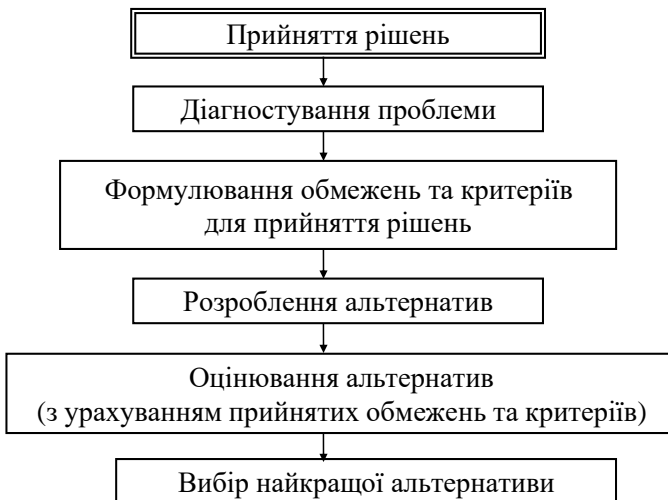 Прийняття рішень
Діагностування проблеми
Формулювання обмежень та критеріїв
для прийняття рішень
Розроблення альтернатив
Оцінювання альтернатив
(з урахуванням прийнятих обмежень та критеріїв)
Вибір найкращої альтернативи